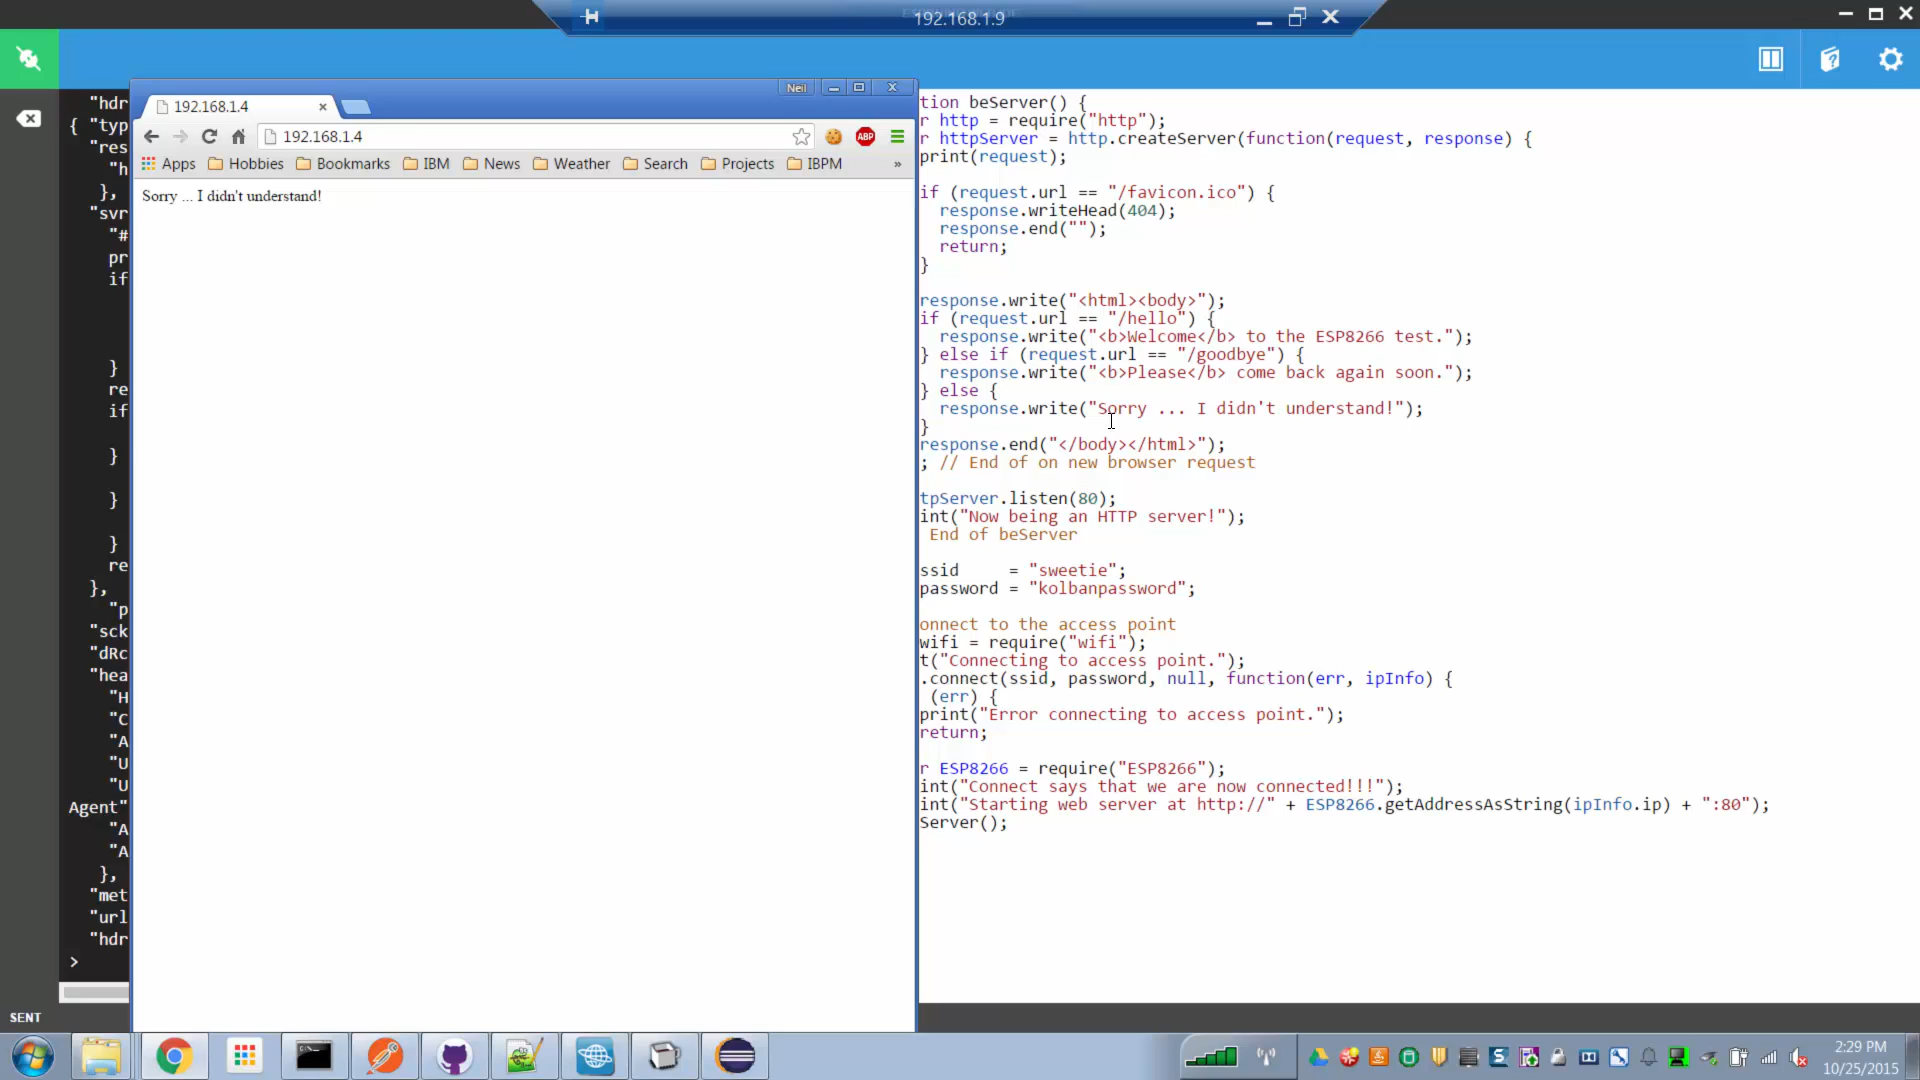 192.168.1.9
Neil
192.168.1.4
192.168.1.4
ABP
Apps Hobbies Bookmarks IBM News Weather Search Projects IBPM »
Sorry ... I didn't understand!
"hdr
{ "typ
"res
"h
},
"svr
"#
pr
if
}
re
if
}
}
}
re
},
"p
"sck
"dRc
"hea
"H
"C
"A
"U
"U
Agent"
"A
"A
},
"met
"url
"hdr
>
tion beServer() {
r http = require("http");
r httpServer = http.createServer(function(request, response) {
print(request);
if (request.url == "/favicon.ico") {
response.writeHead(404);
response.end("");
return;
}
response.write("<html><body>");
if (request.url == "/hello") {
response.write("<b>Welcome</b> to the ESP8266 test.");
} else if (request.url == "/goodbye") {
response.write("<b>Please</b> come back again soon.");
} else {
response.write("Sorry ... I didn't understand!");
}
response.end("</body></html>");
; // End of on new browser request
tpServer.listen(80);
int("Now being an HTTP server!");
End of beServer
ssid = "sweetie";
password = "kolbanpassword";
onnect to the access point
wifi = require("wifi");
t("Connecting to access point.");
.connect(ssid, password, null, function(err, ipInfo) {
(err) {
print("Error connecting to access point.");
return;
r ESP8266 = require("ESP8266");
int("Connect says that we are now connected!!!");
int("Starting web server at http://" + ESP8266.getAddressAsString(ipInfo.ip) + ":80");
Server();
SENT
2:29 PM
10/25/2015